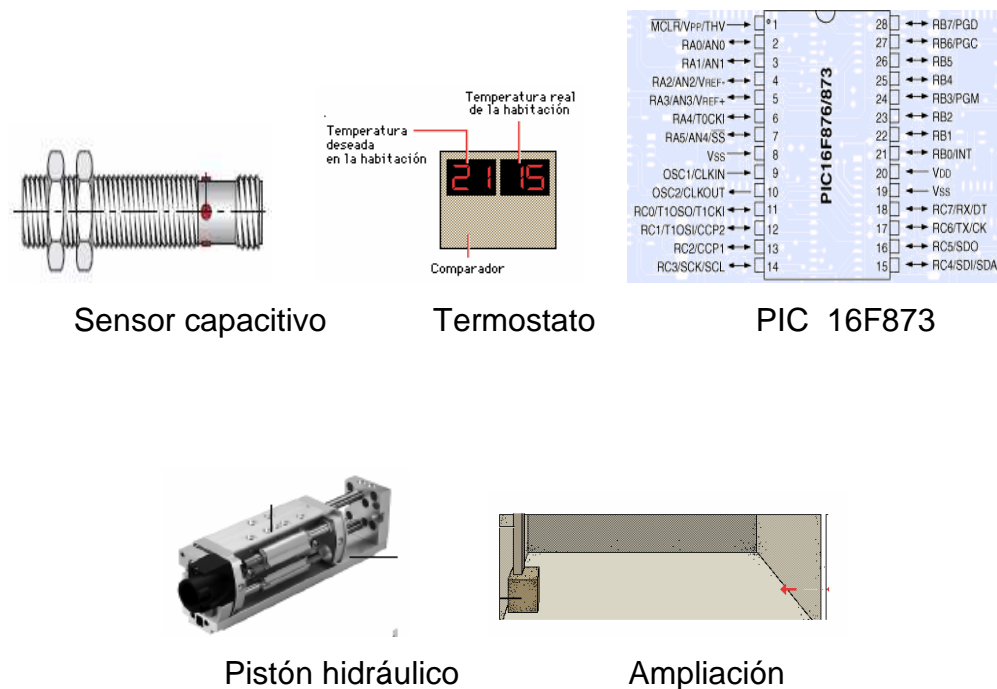 Temperatura
deseada
en la habitación
Temperatura real
de la habitación
21 15
Comparador
MCLR/VPP/THV 1
RA0/AN0 2
RA1/AN1 3
RA2/AN2/VREF- 4
RA3/AN3/VREF+ 5
RA4/T0CKI 6
RA5/AN4/SS 7
Vss 8
OSC1/CLKIN 9
OSC2/CLKOUT 10
RC0/T1OSO/T1CKI 11
RC1/T1OSI/CCP2 12
RC2/CCP1 13
RC3/SCK/SCL 14
PIC16F876/873
28 RB7/PGD
27 RB6/PGC
26 RB5
25 RB4
24 RB3/PGM
23 RB2
22 RB1
21 RB0/INT
20 VDD
19 Vss
18 RC7/RX/DT
17 RC6/TX/CK
16 RC5/SDO
15 RC4/SDI/SDA
Sensor capacitivo
Termostato
PIC 16F873
Pistón hidráulico
Ampliación